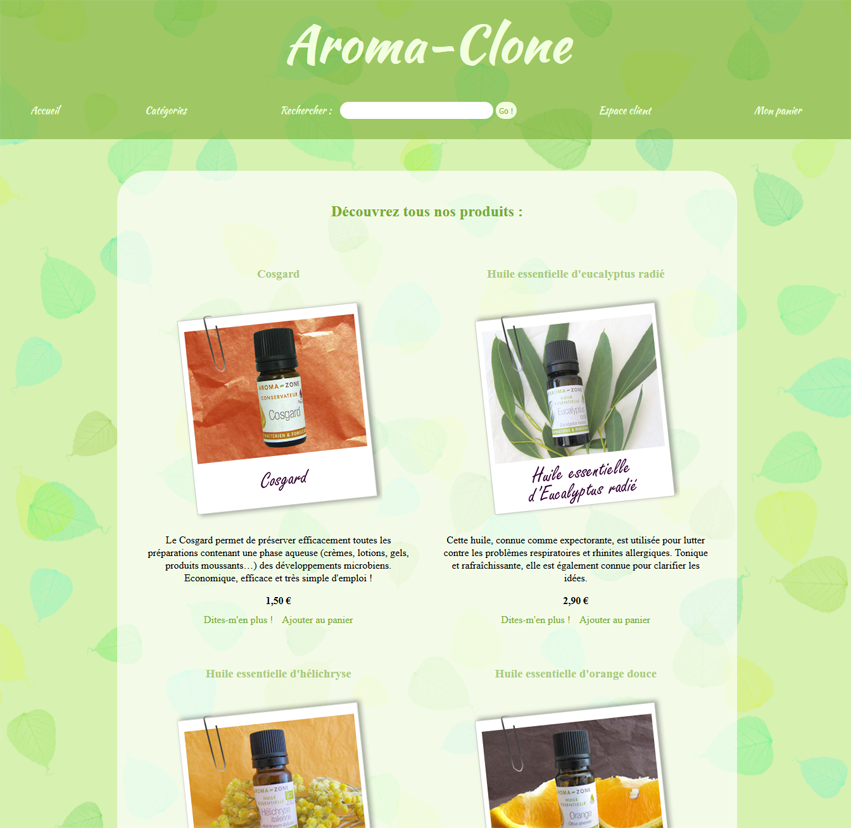 Aroma-Clone
Accueil
Catégories
Rechercher :
Go !
Espace client
Mon panier
Découvrez tous nos produits :
Cosgard
Huile essentielle d'eucalyptus radié
AROMA-ZONE
CONSERVATEUR
Cosgard
Cosgard
AROMA-ZONE
Eucalyptus
Huile essentielle
d'Eucalyptus radié
Le Cosgard permet de préserver efficacement toutes les
préparations contenant une phase aqueuse (crèmes, lotions, gels,
produits moussants…) des développements microbiens.
Economique, efficace et très simple d'emploi !
1,50 €
Dites-m'en plus ! Ajouter au panier
Cette huile, connue comme expectorante, est utilisée pour lutter
contre les problèmes respiratoires et rhinites allergiques. Tonique
et rafraîchissante, elle est également connue pour clarifier les
idées.
2,90 €
Dites-m'en plus ! Ajouter au panier
Huile essentielle d'hélichryse
Huile essentielle d'orange douce
AROMA-ZONE
HUILE
ESSENTIELLE
Hélichryse
italienne
AROMA-ZONE
HUILE
ESSENTIELLE
Orange